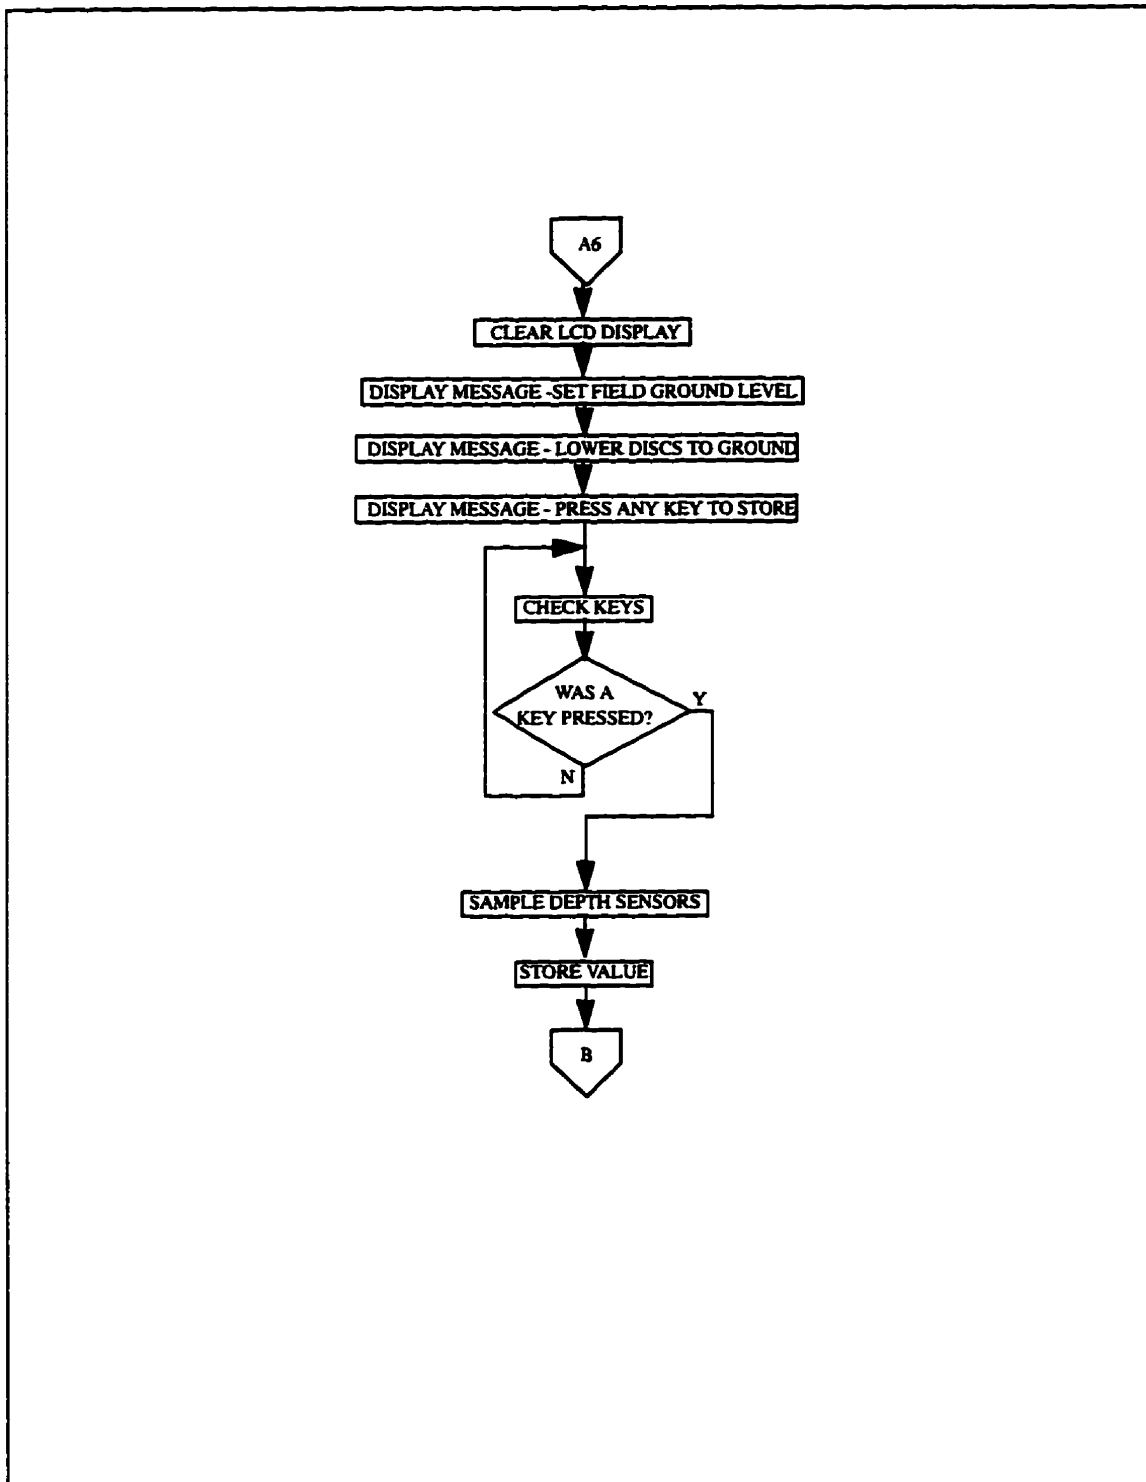 A6
CLEAR LCD DISPLAY
DISPLAY MESSAGE -SET FIELD GROUND LEVEL
DISPLAY MESSAGE - LOWER DISCS TO GROUND
DISPLAY MESSAGE - PRESS ANY KEY TO STORE
CHECK KEYS
WAS A
KEY PRESSED?
Y
N
SAMPLE DEPTH SENSORS
STORE VALUE
B